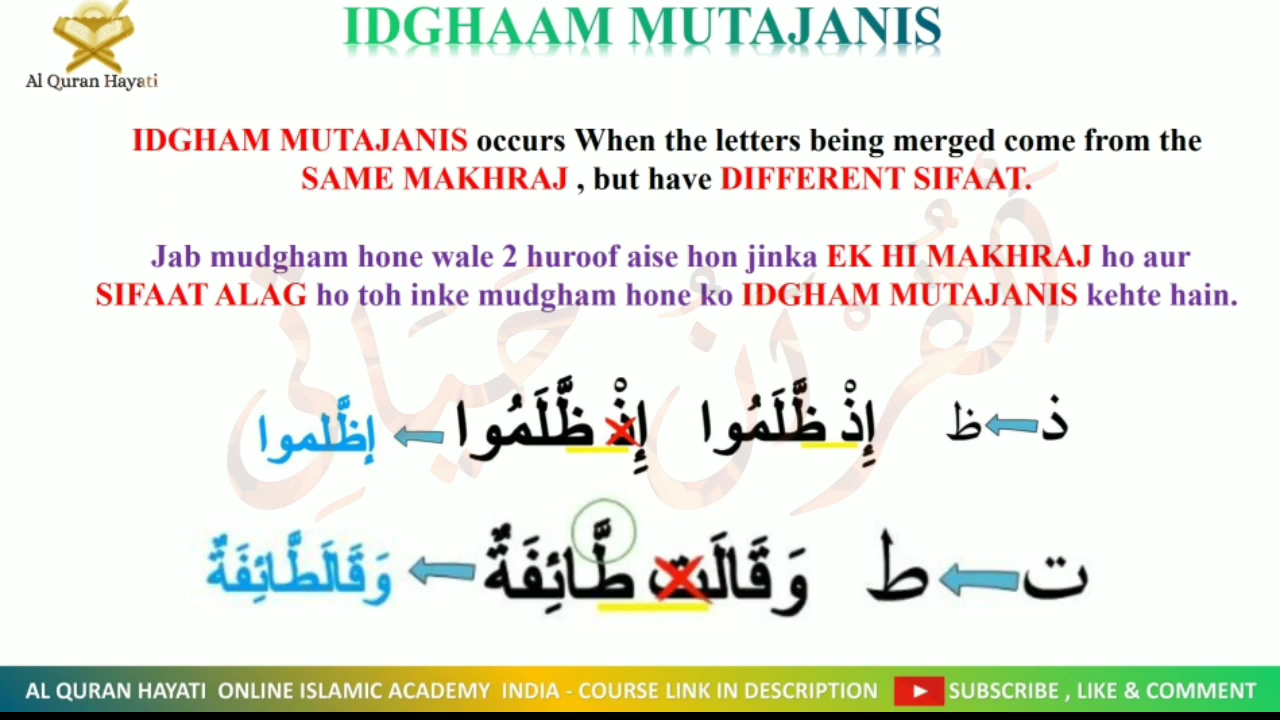 IDGHAAM MUTAJANIS
Al Quran Hayati
IDGHAM MUTAJANIS occurs When the letters being merged come from the
SAME MAKHRAJ , but have DIFFERENT SIFAAT.
Jab mudgham hone wale 2 huroof aise hon jinka EK HI MAKHRAJ ho aur
SIFAAT ALAG ho toh inke mudgham hone ko IDGHAM MUTAJANIS kehte hain.
ذ ظ إِذْ ظَّلَمُوا إِذْ ظَّلَمُوا إظَّلموا
ت ط وَقَالَت طَّائِفَةٌ وَقَالَطَّائِفَةٌ
القُرْآنُ حَيَاتِي
AL QURAN HAYATI ONLINE ISLAMIC ACADEMY INDIA - COURSE LINK IN DESCRIPTION SUBSCRIBE , LIKE & COMMENT